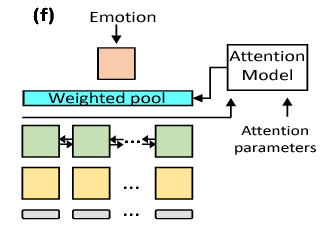 (f)
Emotion
Attention
Model
Weighted pool
...
Attention
parameters
...
...